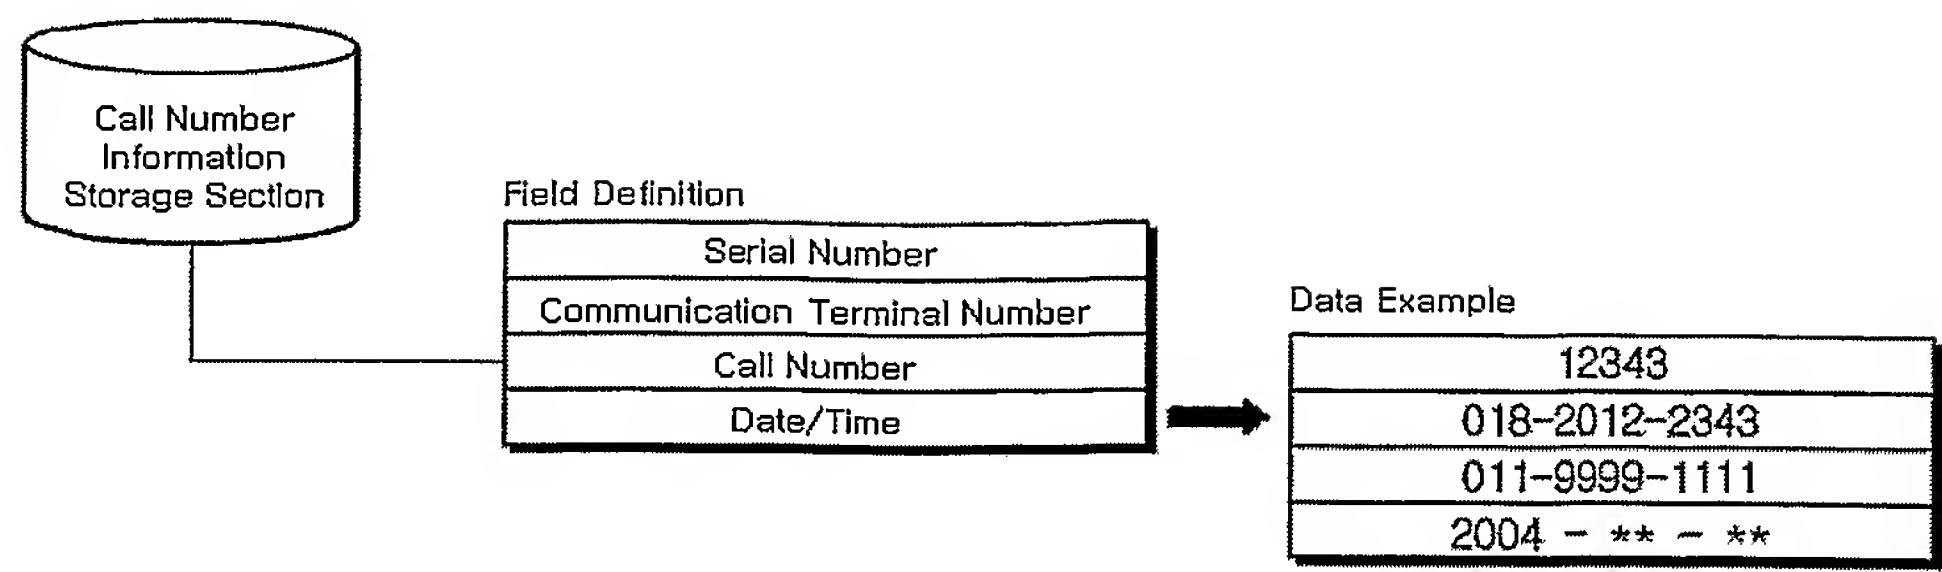 Call Number
Information
Storage Section
Field Definition
Serial Number
Communication Terminal Number
Call Number
Date/Time
Data Example
12343
018-2012-2343
011-9999-1111
2004 - ** - **